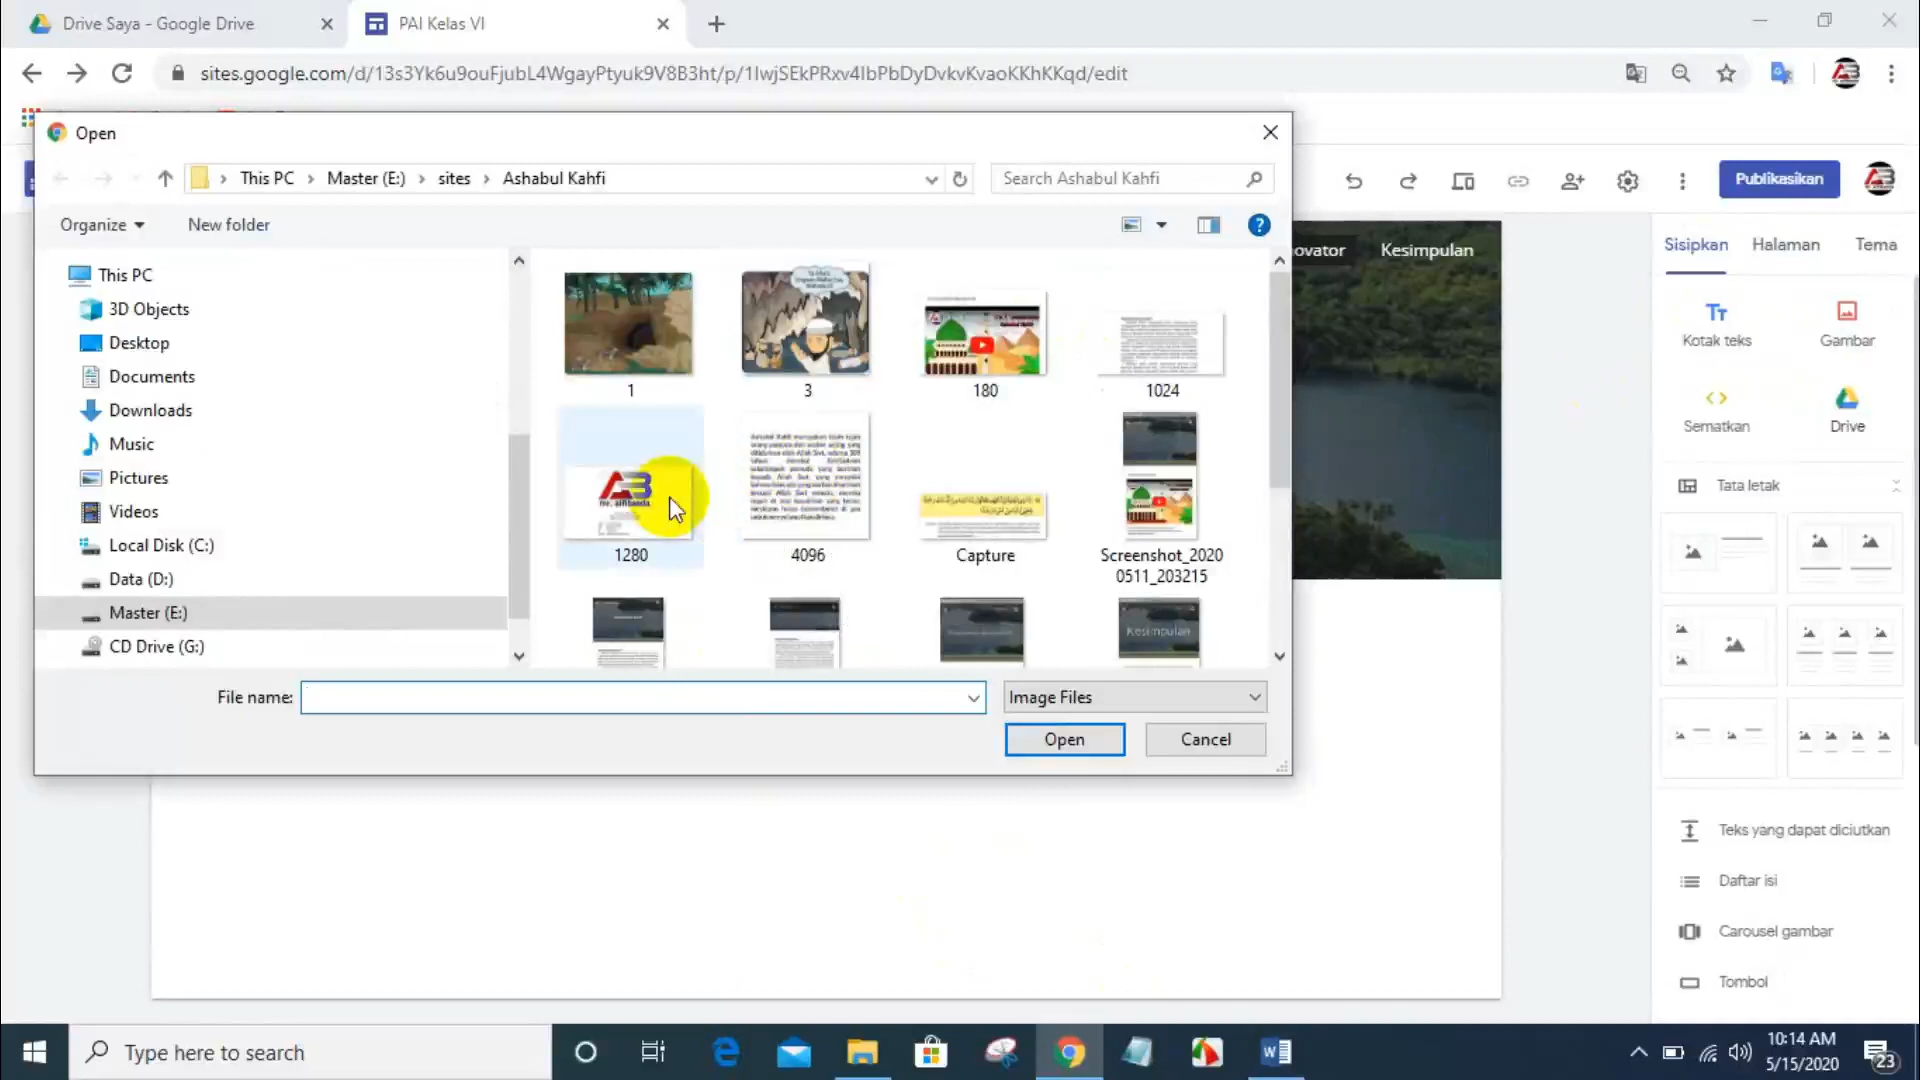 Drive Saya - Google Drive
PAI Kelas VI
sites.google.com/d/13s3Yk6u9ouFjubL4WgayPtyuk9V8B3ht/p/1IwjSEkPRxv4IbPbDyDvkvKvaoKKhKKqd/edit
Open
This PC
Master (E:)
sites
Ashabul Kahfi
Search Ashabul Kahfi
Publikasikan
Organize
New folder
ovator
Kesimpulan
Sisipkan
Halaman
Tema
This PC
3D Objects
Desktop
Documents
Downloads
Music
Pictures
Videos
Local Disk (C:)
Data (D:)
Master (E:)
CD Drive (G:)
1
3
180
1024
1280
4096
Capture
Screenshot_2020
0511_203215
Kesimpulan
Kotak teks
Gambar
Sematkan
Drive
Tata letak
Teks yang dapat diciutkan
Daftar isi
Carousel gambar
Tombol
File name:
Image Files
Open
Cancel
Type here to search
10:14 AM
5/15/2020
23